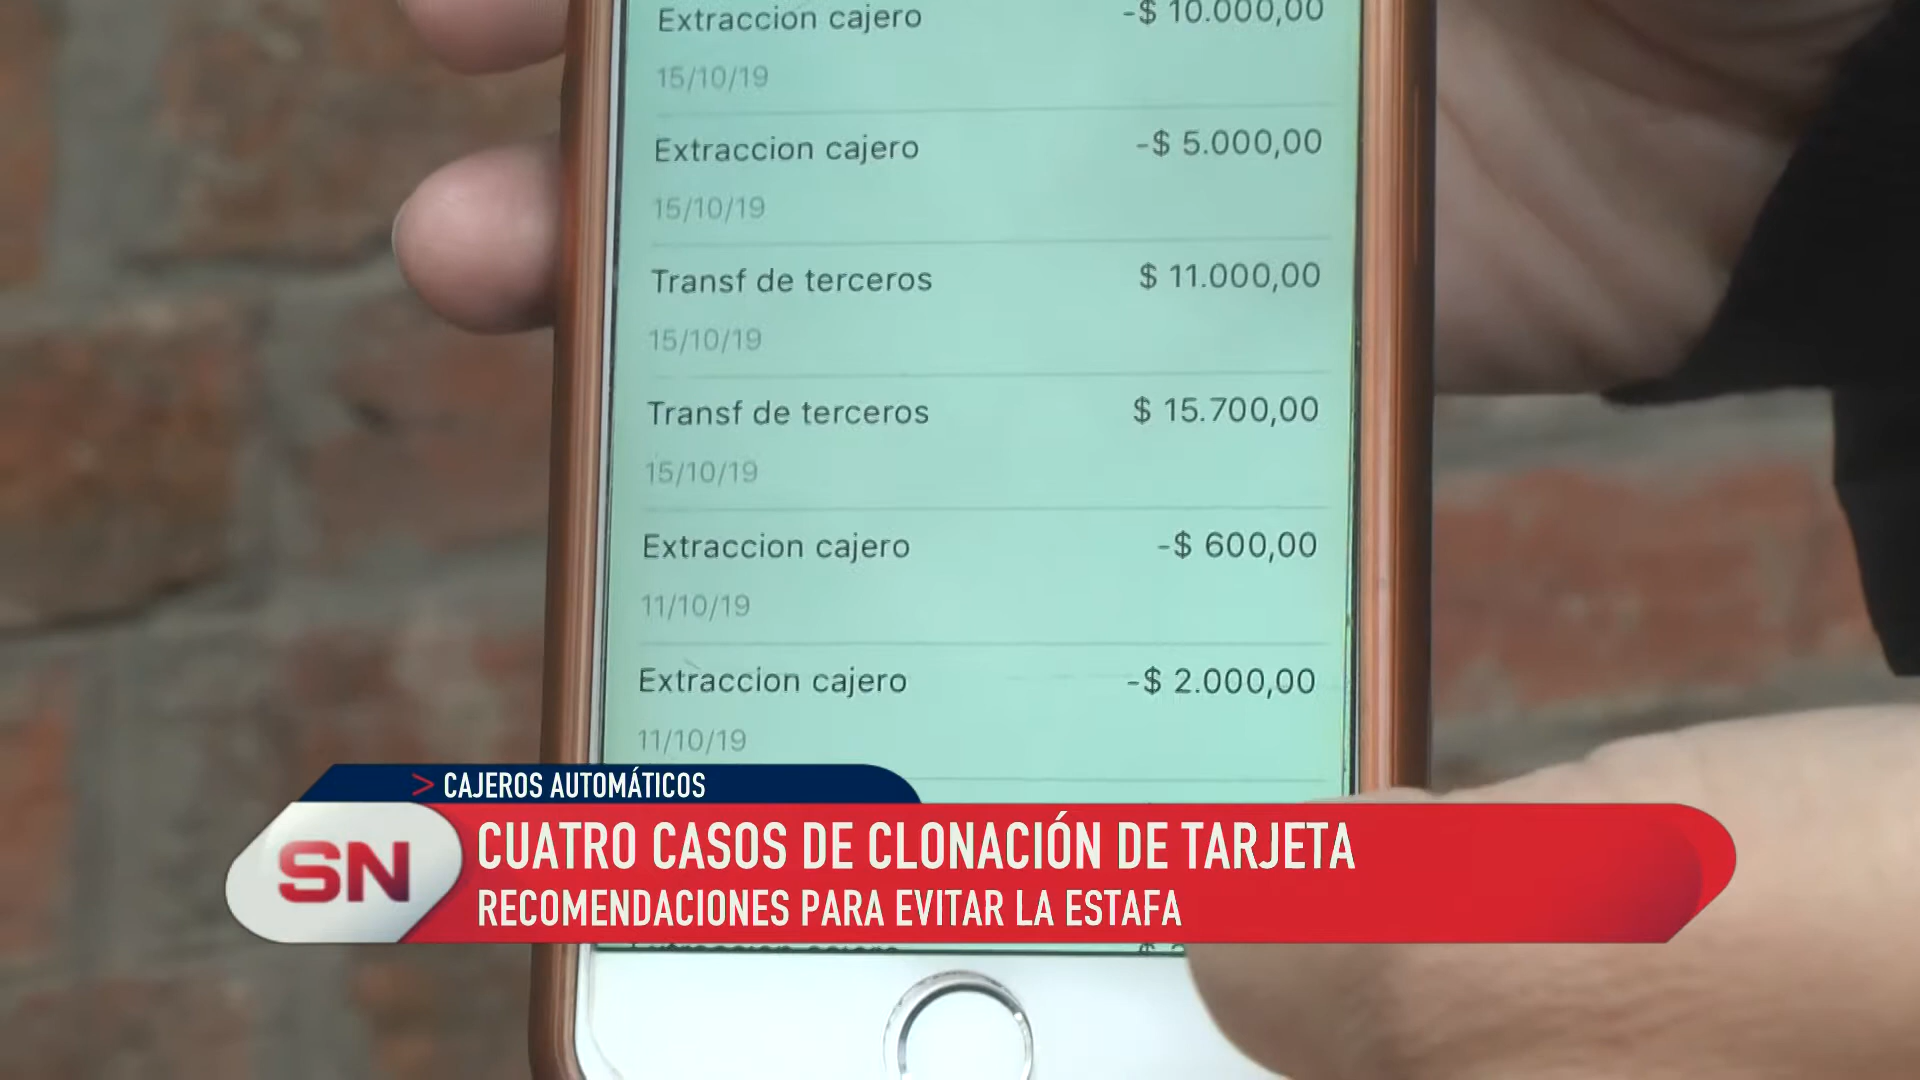 Extraccion cajero -$ 10.000,00
15/10/19
Extraccion cajero -$ 5.000,00
15/10/19
Transf de terceros $ 11.000,00
15/10/19
Transf de terceros $ 15.700,00
15/10/19
Extraccion cajero -$ 600,00
11/10/19
Extraccion cajero -$ 2.000,00
11/10/19
> CAJEROS AUTOMÁTICOS
SN
CUATRO CASOS DE CLONACIÓN DE TARJETA
RECOMENDACIONES PARA EVITAR LA ESTAFA